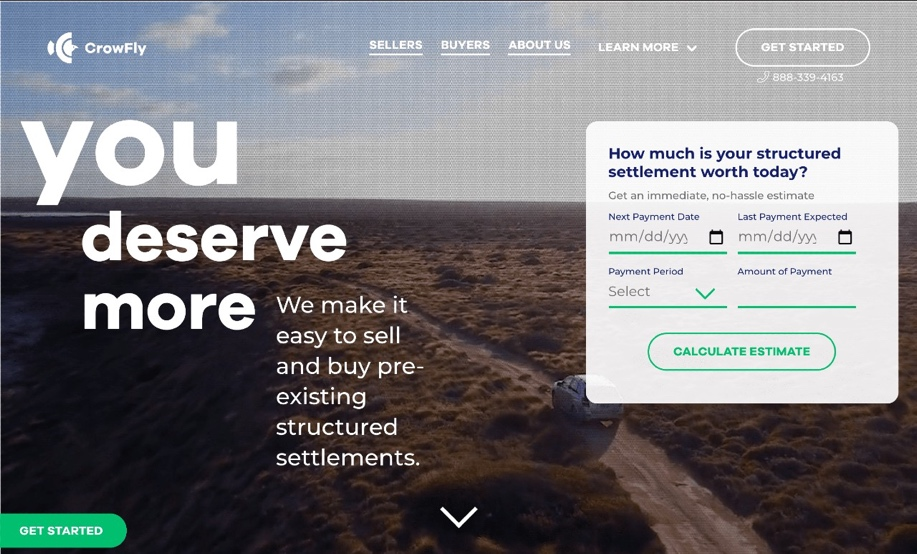 CrowFly
SELLERS BUYERS ABOUT US LEARN MORE GET STARTED
888-339-4163
you
deserve
more
We make it
easy to sell
and buy pre-
existing
structured
settlements.
How much is your structured
settlement worth today?
Get an immediate, no-hassle estimate
Next Payment Date Last Payment Expected
mm/dd/yy mm/dd/yy
Payment Period Amount of Payment
Select
CALCULATE ESTIMATE
GET STARTED